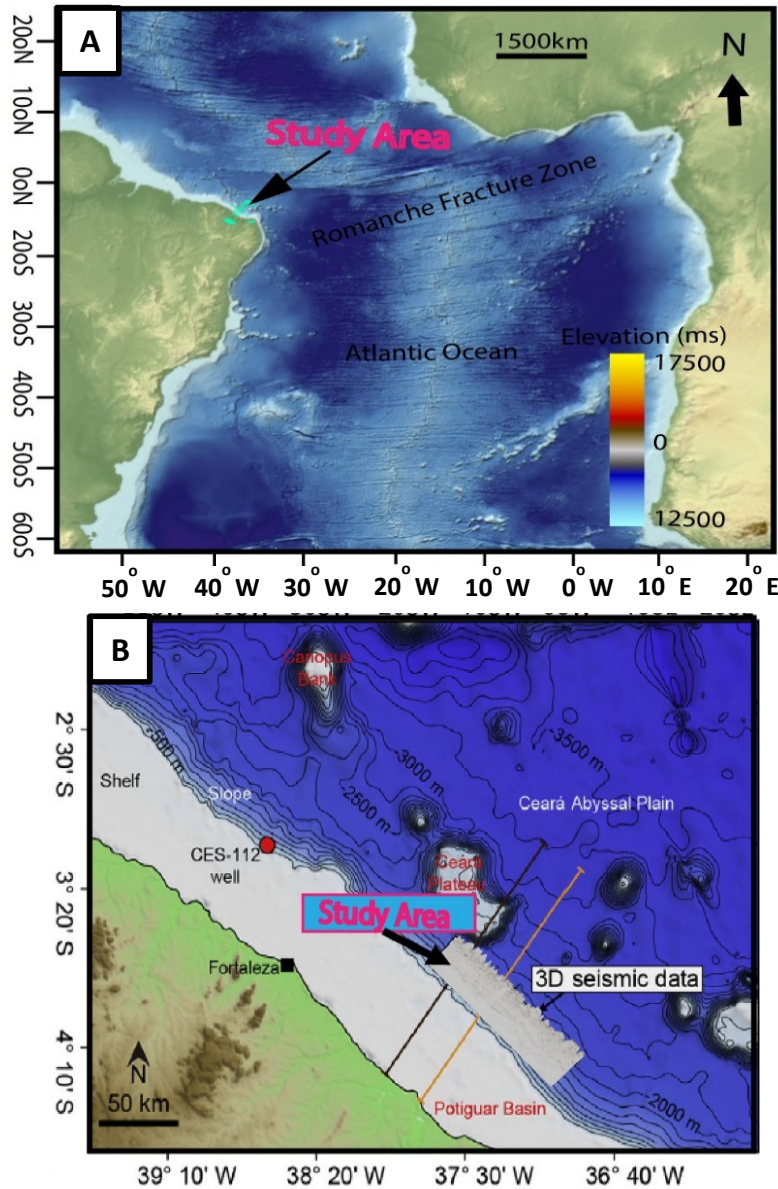 A
1500km
N
Study Area
Romanche Fracture Zone
Atlantic Ocean
Elevation (ms)
17500
0
12500
20oN
10oN
0oN
20oS
30oS
40oS
50oS
60oS
50° W
40° W
30° W
20° W
10° W
0° W
10° E
20° E
B
Canopus
Bank
-500 m.
-3500 m.
-3000 m.
-2500 m.
Shelf
Slope
Ceará Abyssal Plain
CES-112
well
Ceará
Plateau
Study Area
Fortaleza
3D seismic data
N
50 km
Potiguar Basin
-2000 m.
2° 30' S
3° 20' S
4° 10' S
39° 10' W
38° 20' W
37° 30' W
36° 40' W